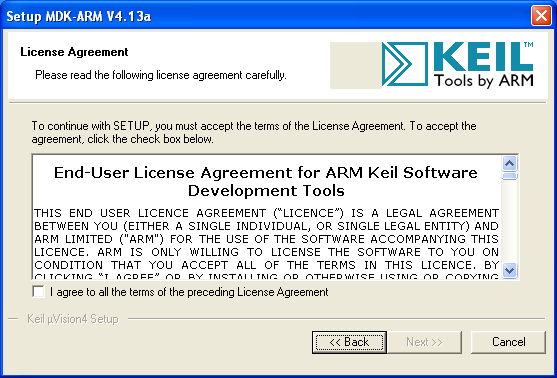 Setup MDK-ARM V4.13a
License Agreement
Please read the following license agreement carefully.
KEIL™
Tools by ARM
To continue with SETUP, you must accept the terms of the License Agreement. To accept the
agreement, click the check box below.
End-User License Agreement for ARM Keil Software
Development Tools
THIS END USER LICENCE AGREEMENT ("LICENCE") IS A LEGAL AGREEMENT
BETWEEN YOU (EITHER A SINGLE INDIVIDUAL, OR SINGLE LEGAL ENTITY) AND
ARM LIMITED ("ARM") FOR THE USE OF THE SOFTWARE ACCOMPANYING THIS
LICENCE. ARM IS ONLY WILLING TO LICENSE THE SOFTWARE TO YOU ON
CONDITION THAT YOU ACCEPT ALL OF THE TERMS IN THIS LICENCE. BY
CLICKING "I AGREE" OR BY INSTALLING OR OTHERWISE USING OR COPYING
I agree to all the terms of the preceding License Agreement
Keil µVision4 Setup
<< Back
Next >>
Cancel